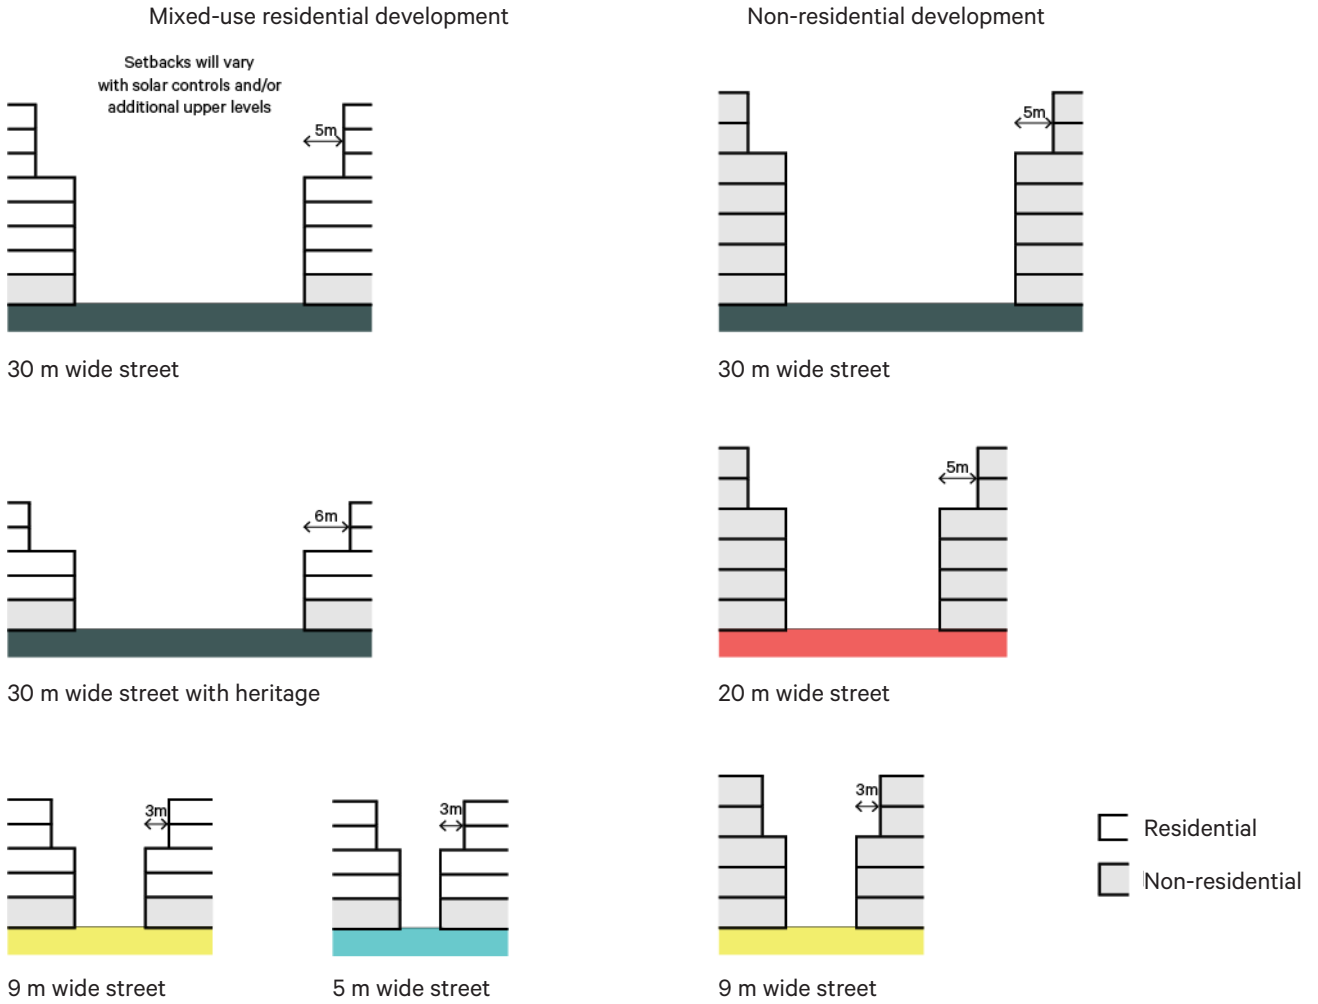 Mixed-use residential development
Non-residential development
Setbacks will vary
with solar controls and/or
additional upper levels
5m
5m
30 m wide street
30 m wide street
6m
5m
30 m wide street with heritage
20 m wide street
3m
3m
3m
Residential
Non-residential
9 m wide street
5 m wide street
9 m wide street